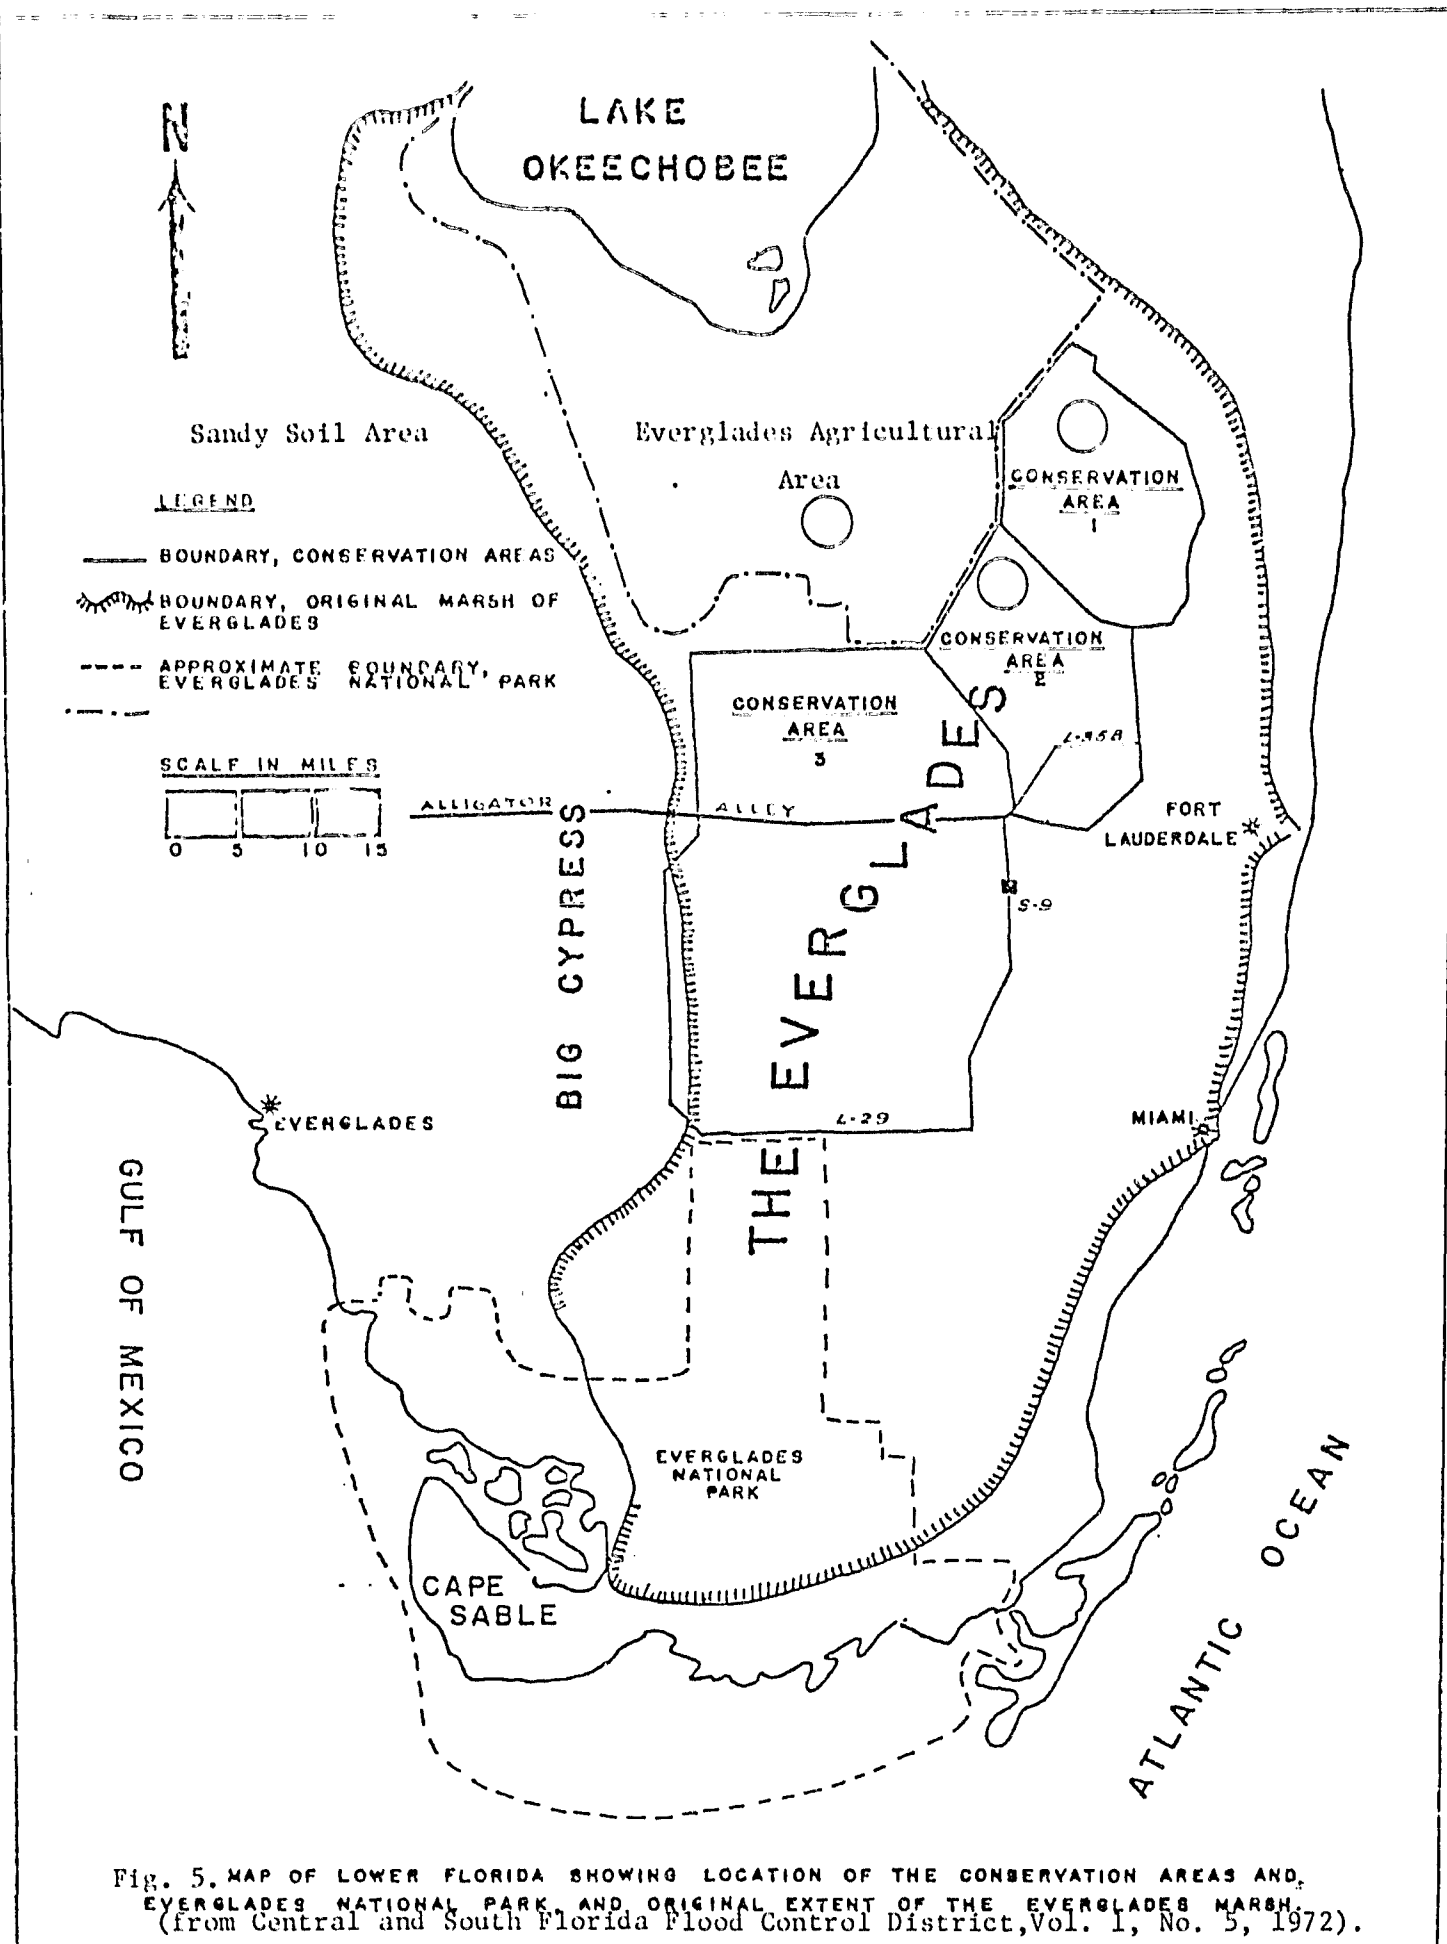 N
LAKE
OKEECHOBEE
Sandy Soil Area
Everglades Agricultural
Area
CONSERVATION
AREA
1
LEGEND
BOUNDARY, CONSERVATION AREAS
BOUNDARY, ORIGINAL MARSH OF
EVERGLADES
APPROXIMATE BOUNDARY,
EVERGLADES NATIONAL PARK
CONSERVATION
AREA
2
CONSERVATION
AREA
3
SCALE IN MILES
0 5 10 15
ALLIGATOR ALLEY
FORT
LAUDERDALE
S-9
BIG CYPRESS
THE EVERGLADES
EVERGLADES
L-29
MIAMI
GULF OF MEXICO
EVERGLADES
NATIONAL
PARK
CAPE
SABLE
ATLANTIC OCEAN
Fig. 5. MAP OF LOWER FLORIDA SHOWING LOCATION OF THE CONSERVATION AREAS AND
EVERGLADES NATIONAL PARK, AND ORIGINAL EXTENT OF THE EVERGLADES MARSH.
(from Central and South Florida Flood Control District,Vol. 1, No. 5, 1972).